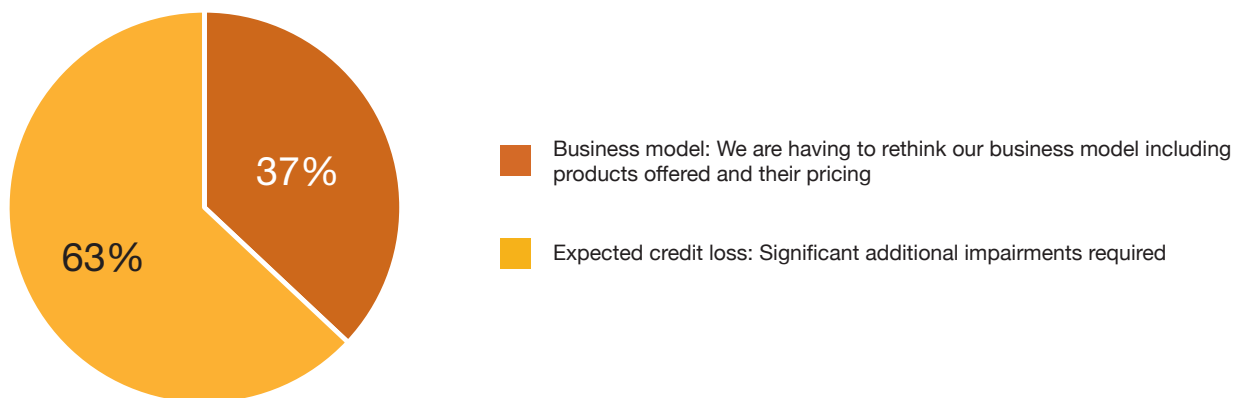 37%
63%
Business model: We are having to rethink our business model including
products offered and their pricing
Expected credit loss: Significant additional impairments required